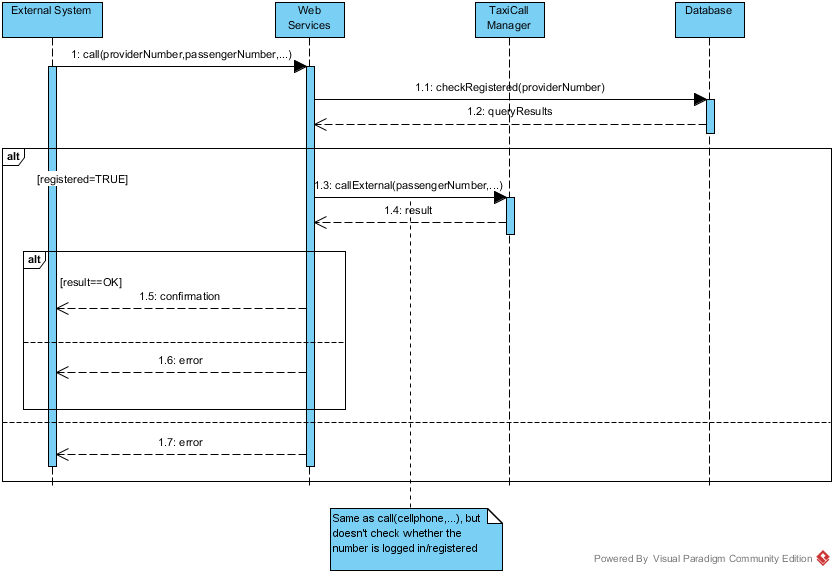 External System
Web
Services
TaxiCall
Manager
Database
1: call(providerNumber,passengerNumber,...)
1.1: checkRegistered(providerNumber)
1.2: queryResults
alt
[registered=TRUE]
1.3: callExternal(passengerNumber,...)
1.4: result
alt
[result==OK]
1.5: confirmation
1.6: error
1.7: error
Same as call(cellphone,...), but
doesn't check whether the
number is logged in/registered
Powered By Visual Paradigm Community Edition